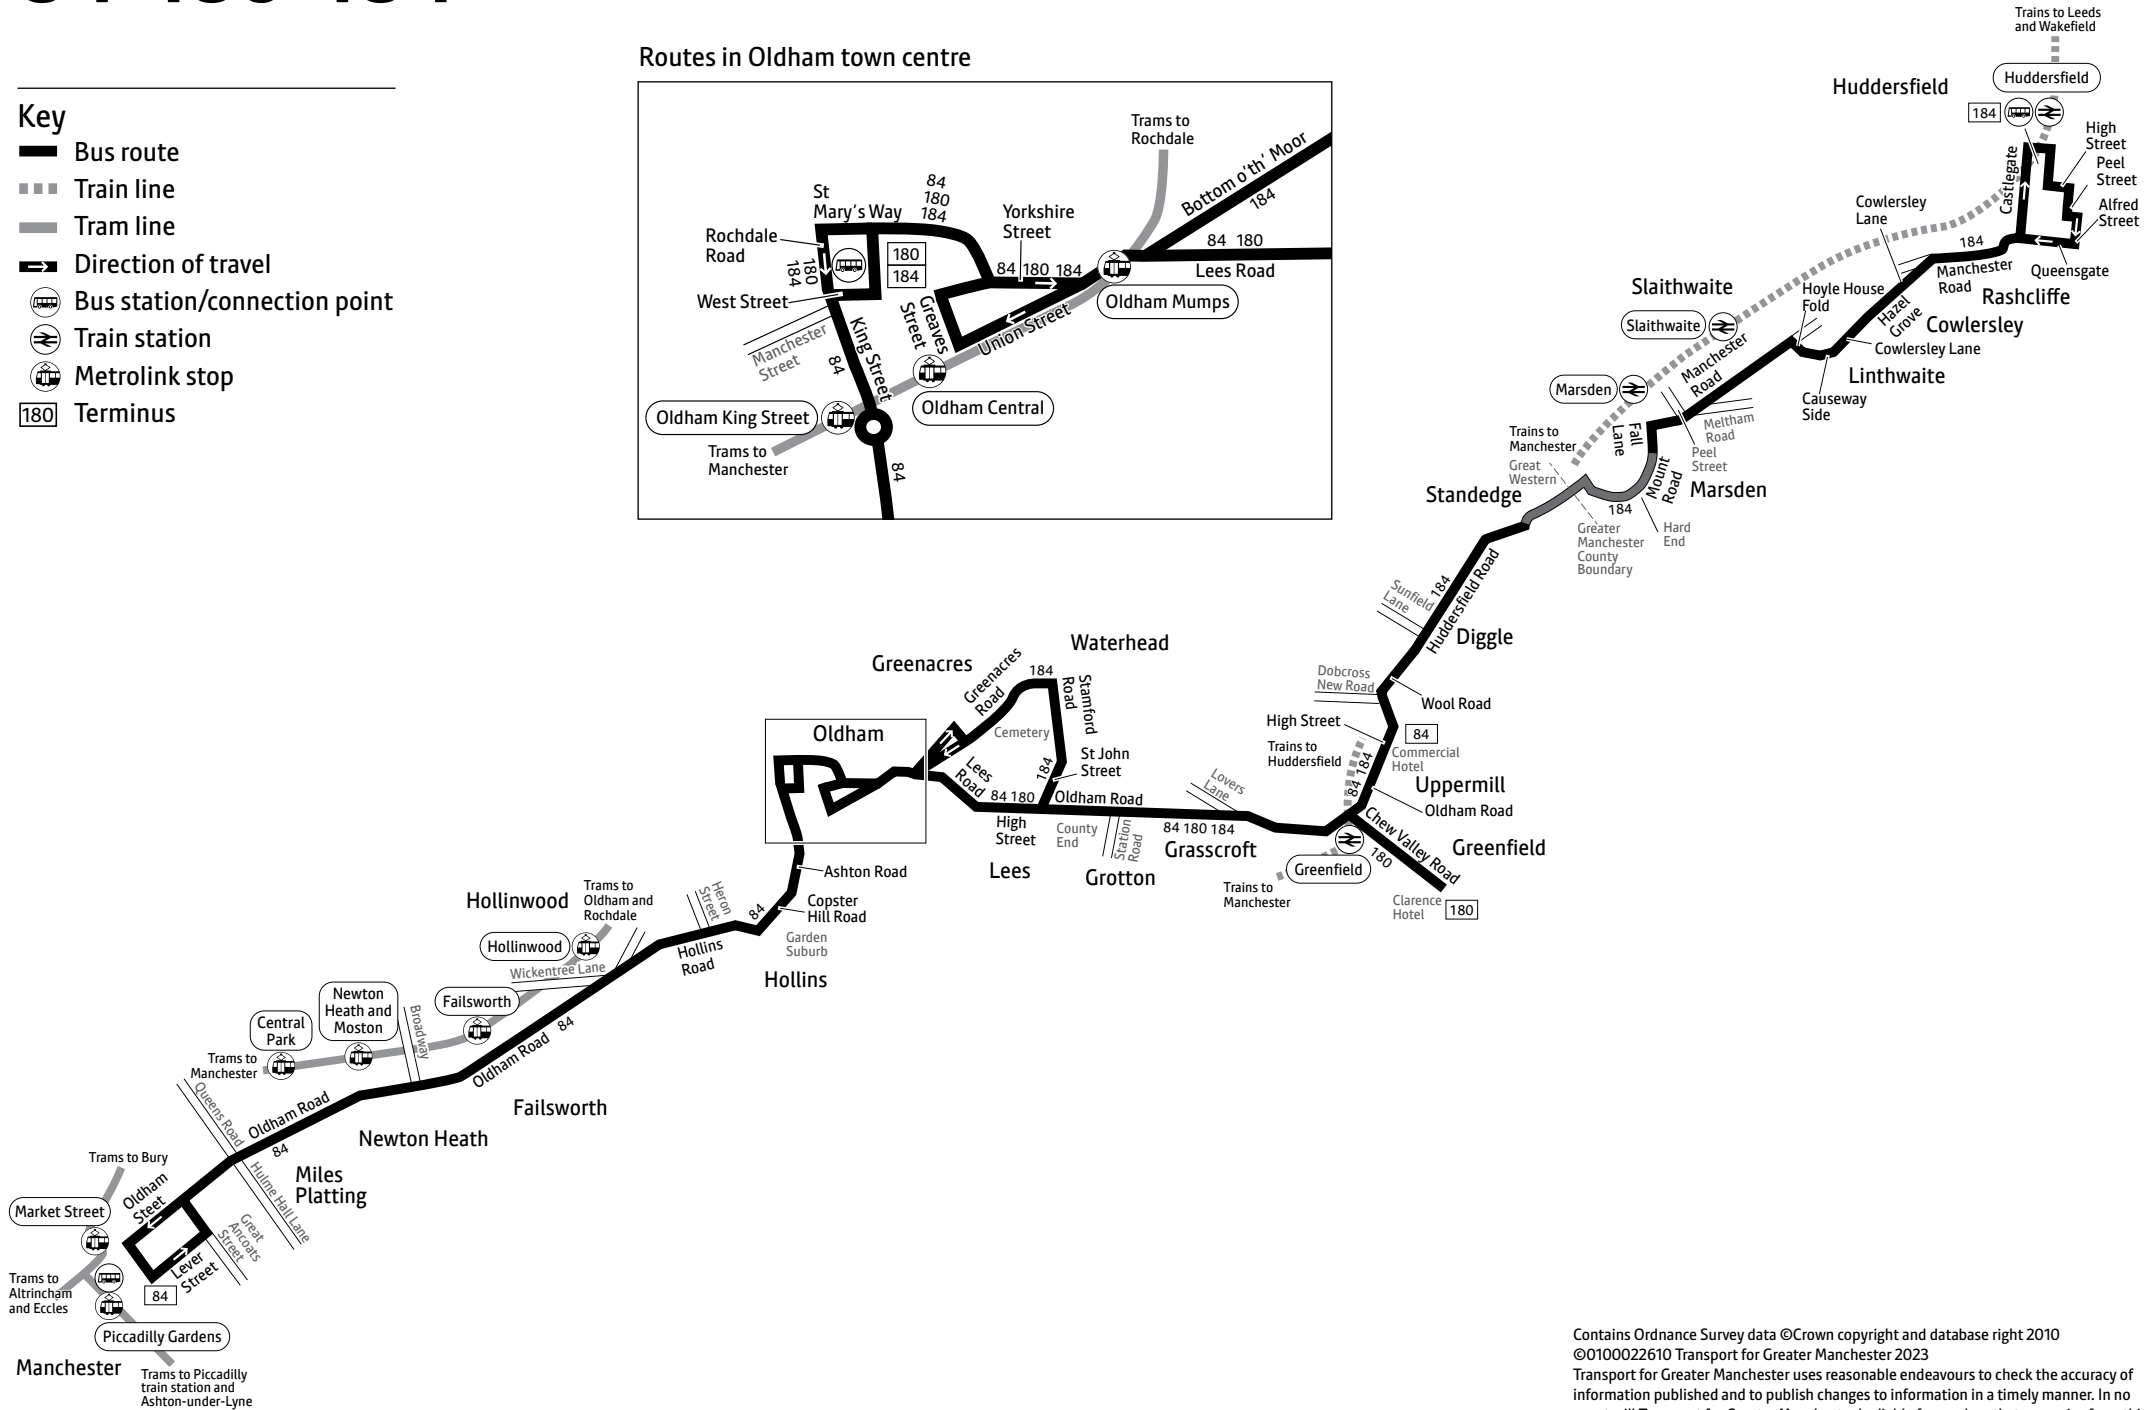 Key
Bus route
Train line
Tram line
Direction of travel
Bus station/connection point
Train station
Metrolink stop
180 Terminus
Routes in Oldham town centre
Trams to
Rochdale
Bottom o'th' Moor
184
St
Mary's Way
84
180
184
Yorkshire
Street
Rochdale
Road
180
184
180
184
84 180 184
84 180
Lees Road
West Street
Oldham Mumps
Greaves
Street
Union Street
Manchester
Street
King Street
84
Oldham Central
Oldham King Street
Trams to
Manchester
84
Trains to Leeds
and Wakefield
Huddersfield
Huddersfield
184
High
Street
Peel
Street
Alfred
Street
Castlegate
Cowlersley
Lane
184
Manchester
Road
Queensgate
Rashcliffe
Slaithwaite
Slaithwaite
Hoyle House
Fold
Hazel
Grove
Cowlersley
Cowlersley Lane
Linthwaite
Manchester
Road
Causeway
Side
Marsden
Meltham
Road
Fall
Lane
Peel
Street
Trains to
Manchester
Great
Western
Mount
Road
Marsden
Standedge
184
Hard
End
Greater
Manchester
County
Boundary
184
Huddersfield Road
Sunfield
Lane
Diggle
Dobcross
New Road
Wool Road
High Street
84
Commercial
Hotel
Trains to
Huddersfield
84 184
Uppermill
Oldham Road
Chew Valley Road
Greenfield
180
Greenfield
Trains to
Manchester
Clarence
Hotel
180
Waterhead
Greenacres
Greenacres
Road
184
Stamford
Road
Cemetery
St John
Street
184
Oldham
Lees
Road
84 180
Oldham Road
Lovers
Lane
High
Street
County
End
Station
Road
84 180 184
Grasscroft
Lees
Grotton
Ashton Road
Copster
Hill Road
84
Garden
Suburb
Heron
Street
Hollins
Road
Hollins
Hollinwood
Trams to
Oldham and
Rochdale
Hollinwood
Wickentree Lane
Failsworth
Newton
Heath and
Moston
Central
Park
Broadway
84
Oldham Road
Trams to
Manchester
Failsworth
Queens Road
Oldham Road
84
Newton Heath
Hulme Hall Lane
Miles
Platting
Trams to Bury
Oldham
Steet
Market Street
Great
Ancoats
Street
Lever
Street
84
Trams to
Altrincham
and Eccles
Piccadilly Gardens
Manchester
Trams to Piccadilly
train station and
Ashton-under-Lyne
Contains Ordnance Survey data ©Crown copyright and database right 2010
©0100022610 Transport for Greater Manchester 2023
Transport for Greater Manchester uses reasonable endeavours to check the accuracy of
information published and to publish changes to information in a timely manner. In no